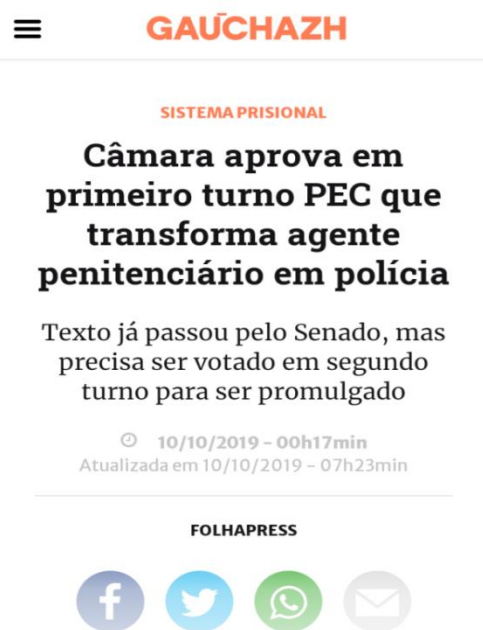 GAÚCHAZH
SISTEMA PRISIONAL
Câmara aprova em
primeiro turno PEC que
transforma agente
penitenciário em polícia
Texto já passou pelo Senado, mas
precisa ser votado em segundo
turno para ser promulgado
10/10/2019 - 00h17min
Atualizada em 10/10/2019 - 07h23min
FOLHAPRESS